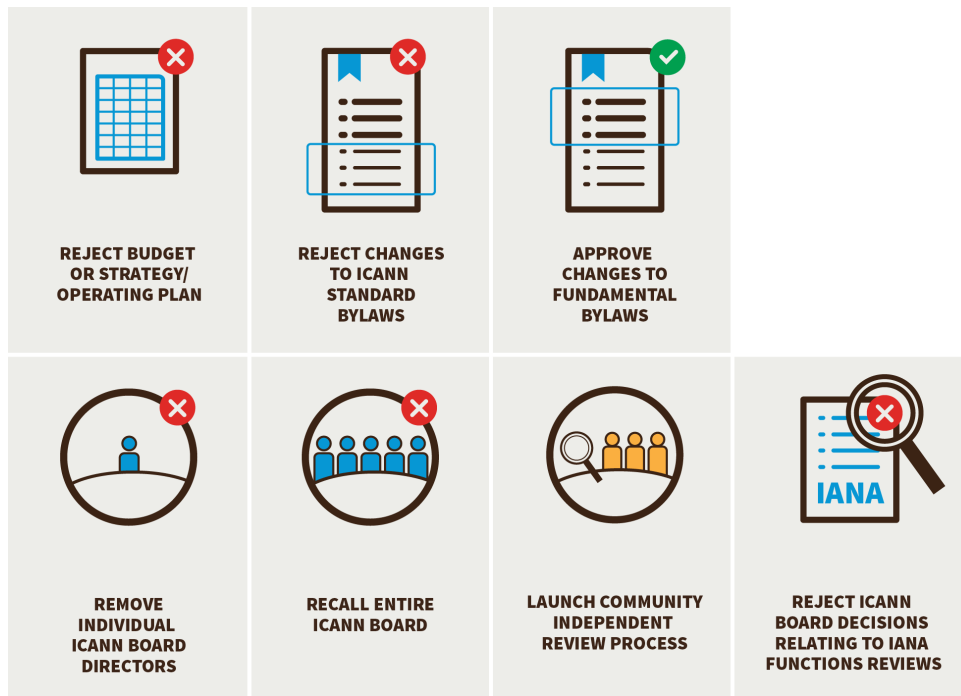 REJECT BUDGET
OR STRATEGY/
OPERATING PLAN
REJECT CHANGES
TO ICANN
STANDARD
BYLAWS
APPROVE
CHANGES TO
FUNDAMENTAL
BYLAWS
REMOVE
INDIVIDUAL
ICANN BOARD
DIRECTORS
RECALL ENTIRE
ICANN BOARD
LAUNCH COMMUNITY
INDEPENDENT
REVIEW PROCESS
IANA
REJECT ICANN
BOARD DECISIONS
RELATING TO IANA
FUNCTIONS REVIEWS